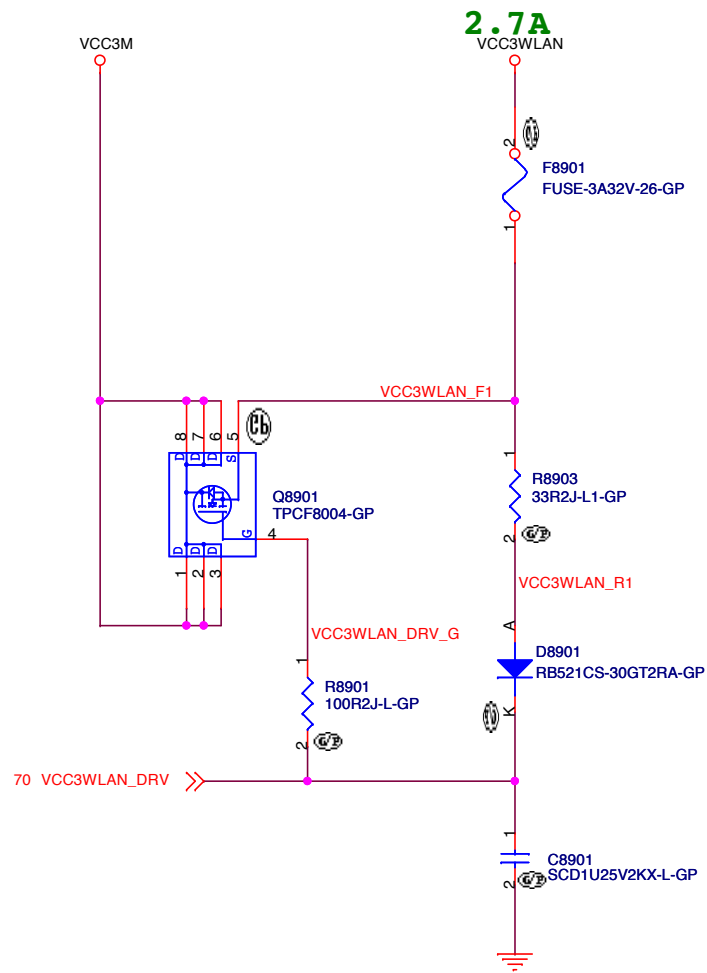 2.7A
VCC3M
VCC3WLAN
2
F8901
FUSE-3A32V-26-GP
1
VCC3WLAN_F1
8 7 6 5
D D D S
1
R8903
33R2J-L1-GP
2
G/P
Q8901
TPCF8004-GP
G 4
D D D
1 2 3
VCC3WLAN_R1
VCC3WLAN_DRV_G
A
D8901
RB521CS-30GT2RA-GP
K
1
R8901
100R2J-L-GP
2
G/P
70 VCC3WLAN_DRV
1
C8901
SCD1U25V2KX-L-GP
2
G/P